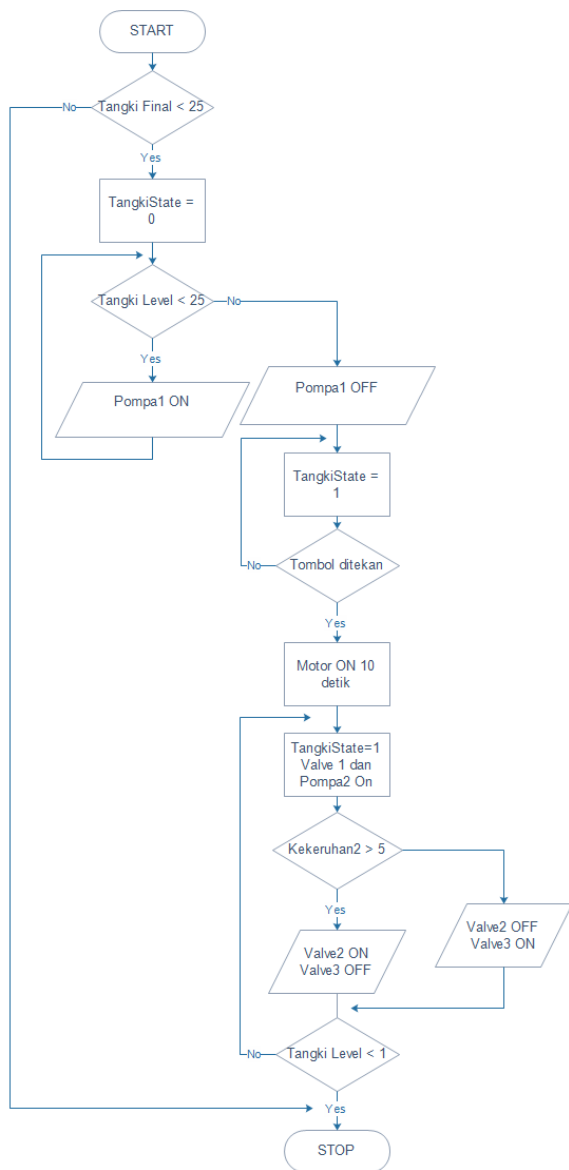 START
No
Tangki Final < 25
Yes
TangkiState =
0
Tangki Level < 25
No
Yes
Pompa1 ON
Pompa1 OFF
TangkiState =
1
No
Tombol ditekan
Yes
Motor ON 10
detik
TangkiState=1
Valve 1 dan
Pompa2 On
Kekeruhan2 > 5
Yes
Valve2 ON
Valve3 OFF
Valve2 OFF
Valve3 ON
No
Tangki Level < 1
Yes
STOP